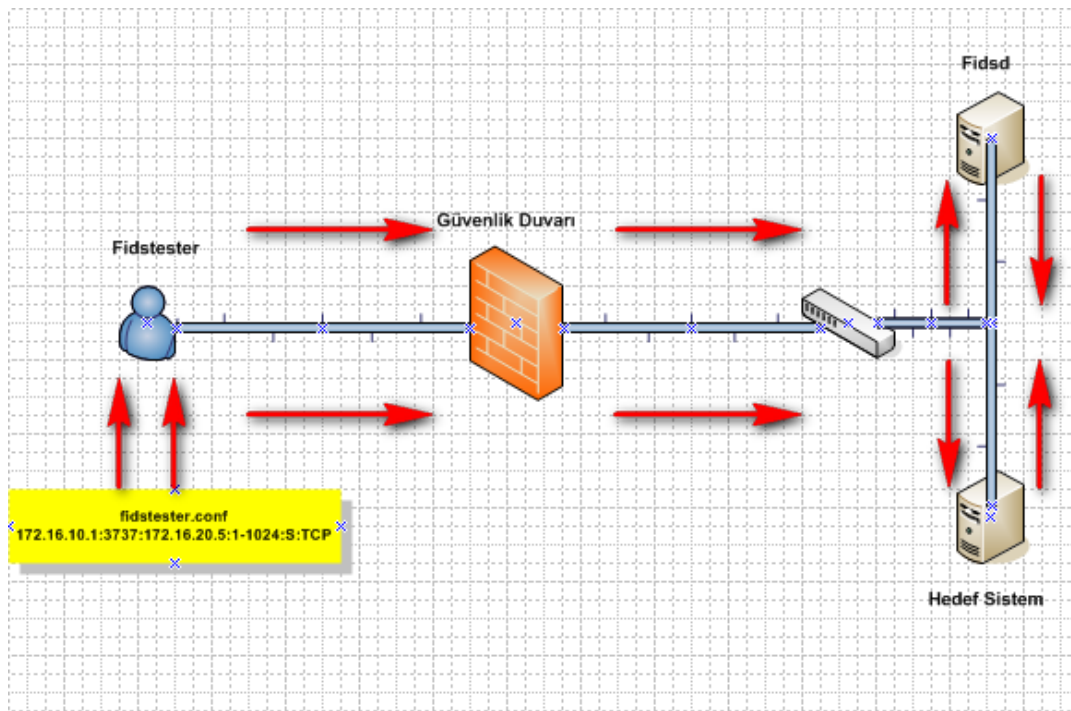 Fidsd
Güvenlik Duvarı
Fidstester
fidstester.conf
172.16.10.1:3737:172.16.20.5:1-1024:S:TCP
Hedef Sistem